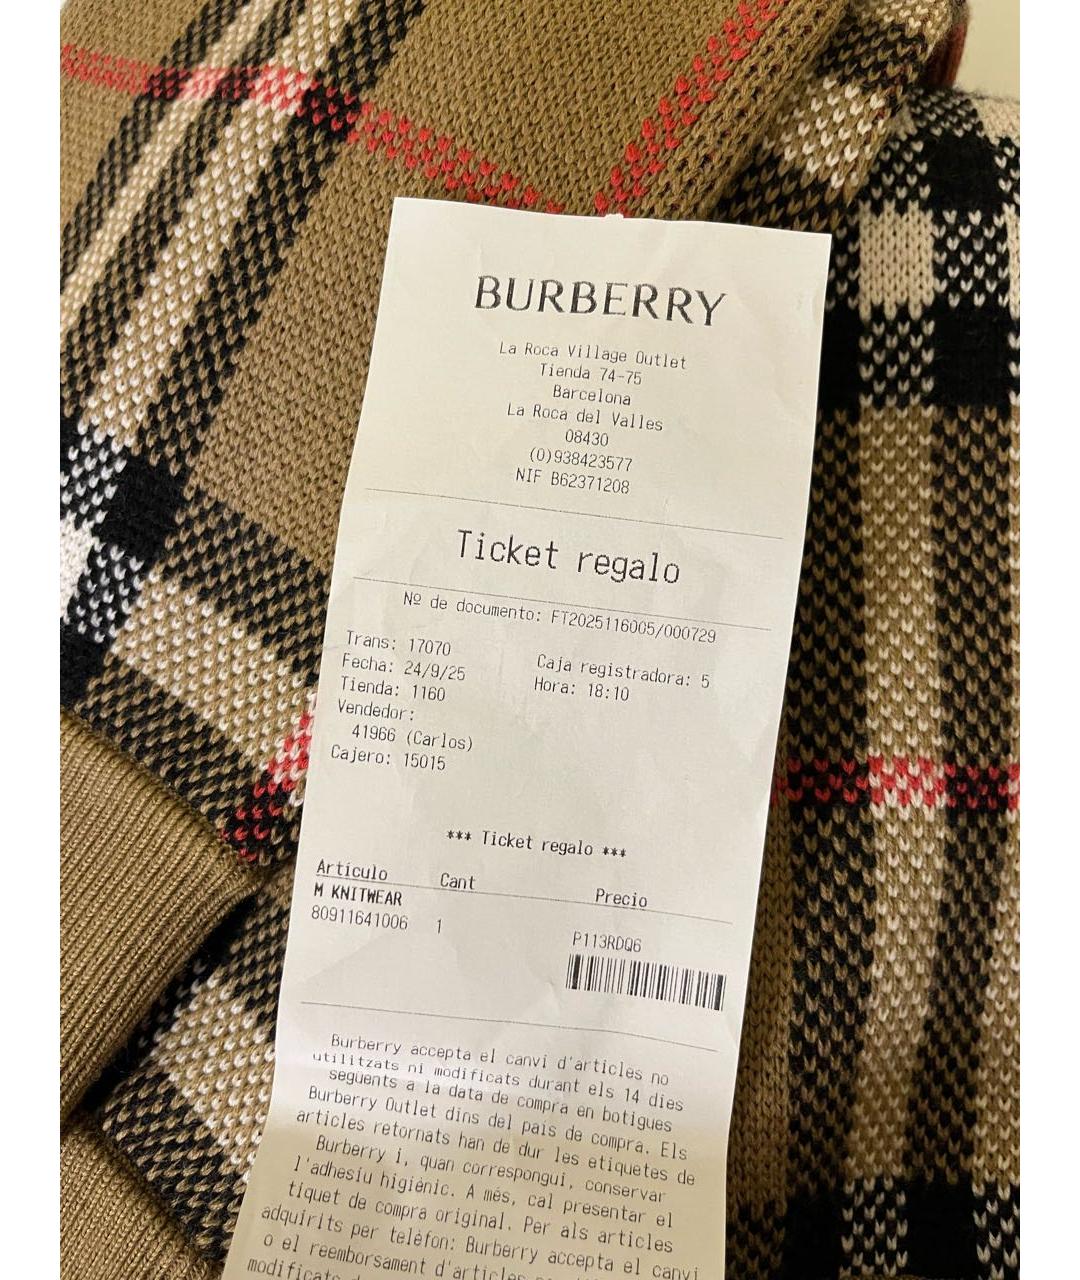 BURBERRY
La Roca Village Outlet
Tienda 74-75
Barcelona
La Roca del Valles
08430
(0)938423577
NIF B62371208
Ticket regalo
Nº de documento: FT2025116005/000729
Trans: 17070
Fecha: 24/9/25 Caja registradora: 5
Tienda: 1160 Hora: 18:10
Vendedor:
41966 (Carlos)
Cajero: 15015
*** Ticket regalo ***
Artículo Cant Precio
M KNITWEAR
80911641006 1
P113RDQ6
Burberry accepta el canvi d'articles no
utilitzats ni modificats durant els 14 dies
següents a la data de compra en botigues
Burberry Outlet dins del país de compra. Els
articles retornats han de dur les etiquetes de
Burberry i, quan correspongui, conservar
l'adhesiu higiènic. A més, cal presentar el
tiquet de compra original. Per als articles
adquirits per telèfon: Burberry accepta el canvi
o el reemborsament d'articles
modificats